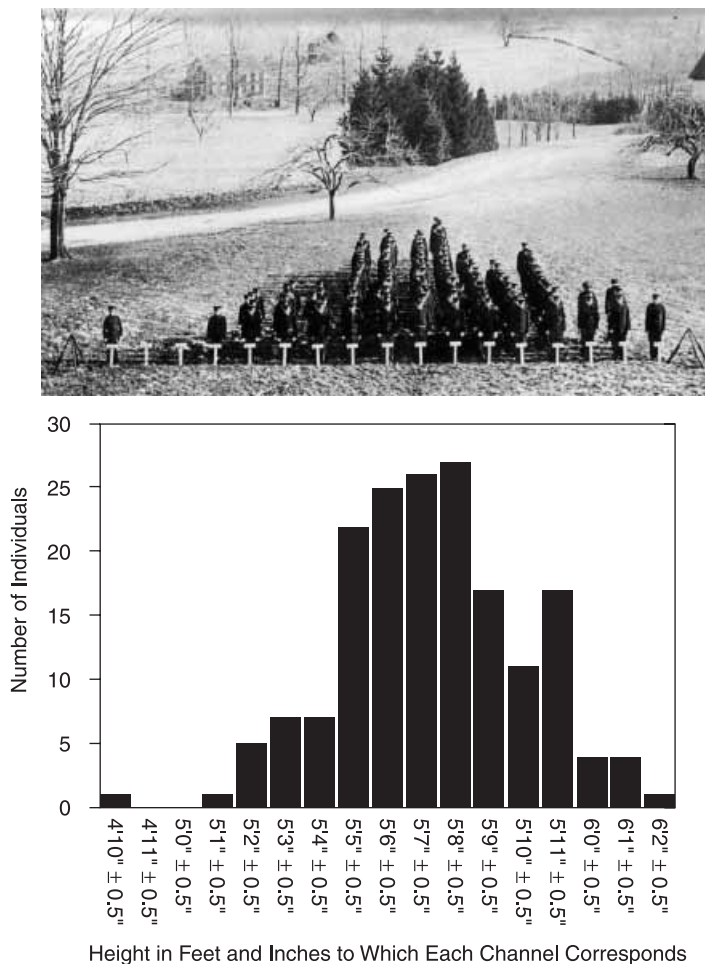 30
25
20
15
10
5
0
Number of Individuals
4'10" ± 0.5"
4'11" ± 0.5"
5'0" ± 0.5"
5'1" ± 0.5"
5'2" ± 0.5"
5'3" ± 0.5"
5'4" ± 0.5"
5'5" ± 0.5"
5'6" ± 0.5"
5'7" ± 0.5"
5'8" ± 0.5"
5'9" ± 0.5"
5'10" ± 0.5"
5'11" ± 0.5"
6'0" ± 0.5"
6'1" ± 0.5"
6'2" ± 0.5"
Height in Feet and Inches to Which Each Channel Corresponds